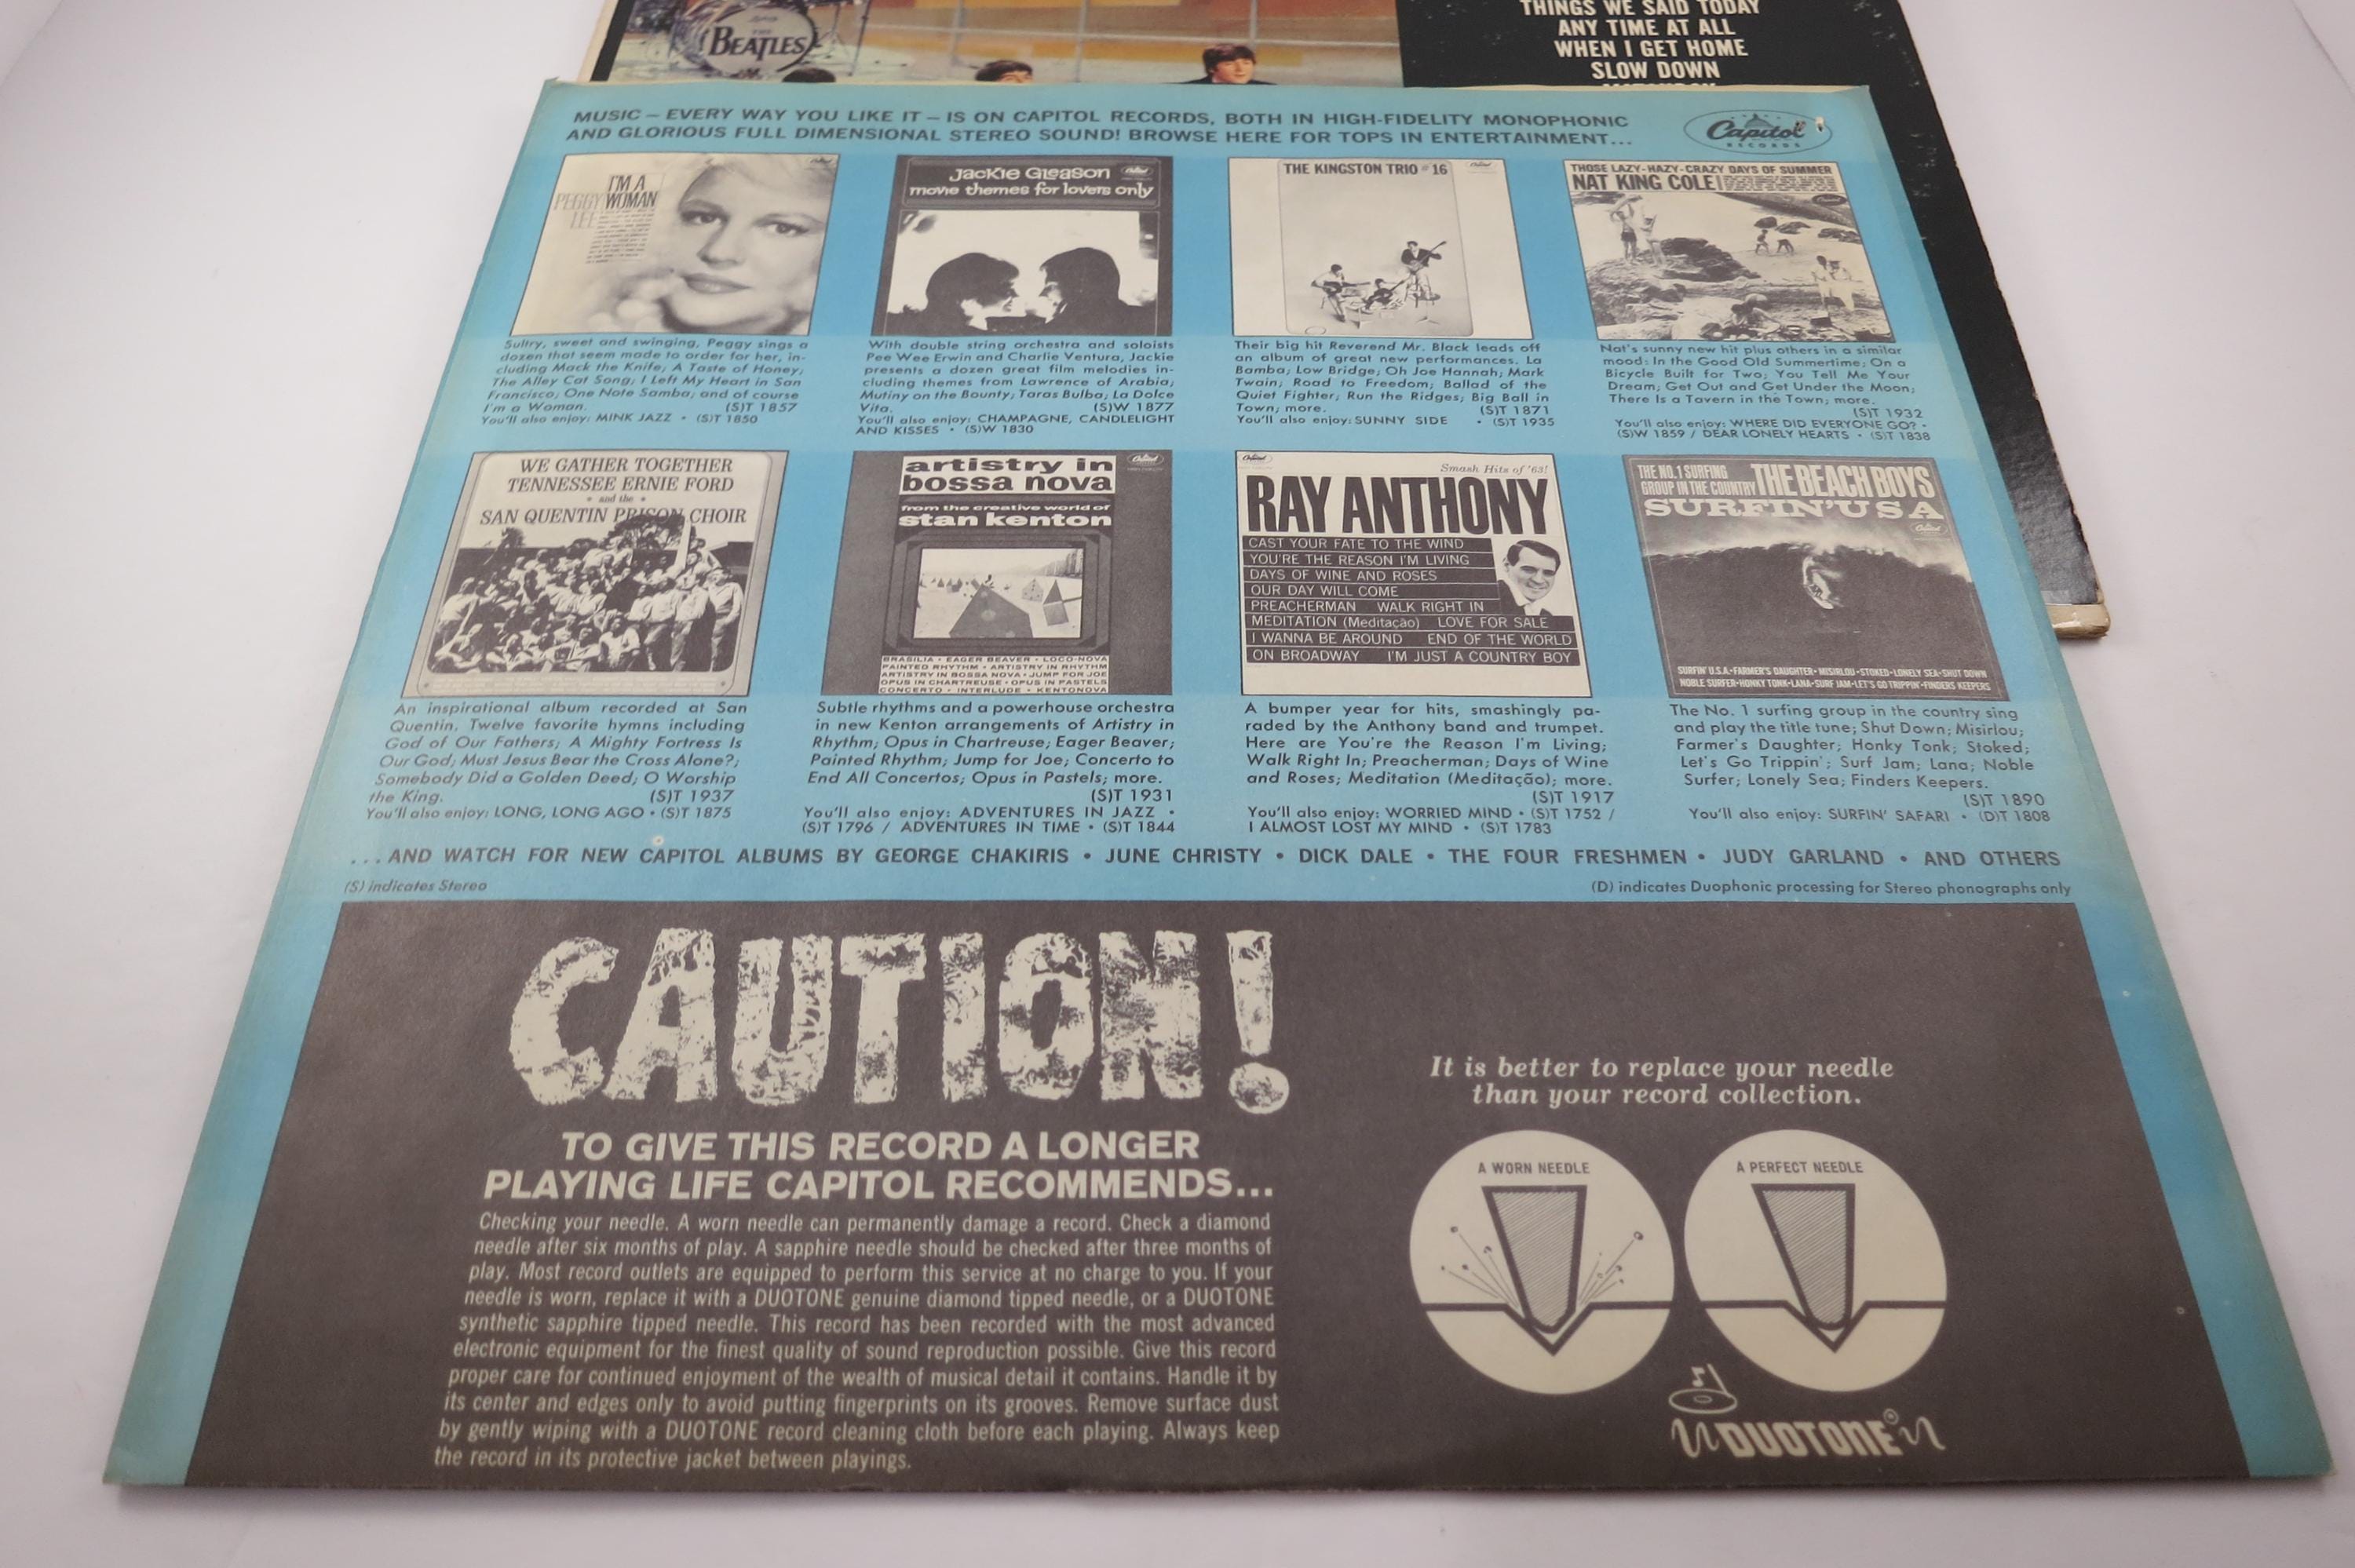 THE
BEATLES
THINGS WE SAID TODAY
ANY TIME AT ALL
WHEN I GET HOME
SLOW DOWN
MUSIC – EVERY WAY YOU LIKE IT – IS ON CAPITOL RECORDS, BOTH IN HIGH-FIDELITY MONOPHONIC
AND GLORIOUS FULL DIMENSIONAL STEREO SOUND! BROWSE HERE FOR TOPS IN ENTERTAINMENT...
Capitol
RECORDS
I'M A
WOMAN
PEGGY
LEE
Sultry, sweet and swinging, Peggy sings a
dozen that seem made to order for her, in-
cluding Mack the Knife; A Taste of Honey;
The Alley Cat Song; I Left My Heart in San
Francisco; One Note Samba; and of course
I'm a Woman. (S)T 1857
You'll also enjoy: MINK JAZZ • (S)T 1850
Jackie Gleason
movie themes for lovers only
With double string orchestra and soloists
Pee Wee Erwin and Charlie Ventura, Jackie
presents a dozen great film melodies in-
cluding themes from Lawrence of Arabia;
Mutiny on the Bounty; Taras Bulba; La Dolce
Vita. (S)W 1877
You'll also enjoy: CHAMPAGNE, CANDLELIGHT
AND KISSES • (S)W 1830
THE KINGSTON TRIO #16
Their big hit Reverend Mr. Black leads off
an album of great new performances. La
Bamba; Low Bridge; Oh Joe Hannah; Mark
Twain; Road to Freedom; Ballad of the
Quiet Fighter; Run the Ridges; Big Ball in
Town; more. (S)T 1871
You'll also enjoy: SUNNY SIDE • (S)T 1935
THOSE LAZY-HAZY-CRAZY DAYS OF SUMMER
NAT KING COLE
Nat's sunny new hit plus others in a similar
mood: In the Good Old Summertime; On a
Bicycle Built for Two; You Tell Me Your
Dream; Get Out and Get Under the Moon;
There Is a Tavern in the Town; more.
(S)T 1932
You'll also enjoy: WHERE DID EVERYONE GO? •
(S)W 1859 / DEAR LONELY HEARTS • (S)T 1838
WE GATHER TOGETHER
TENNESSEE ERNIE FORD
• and the •
SAN QUENTIN PRISON CHOIR
An inspirational album recorded at San
Quentin. Twelve favorite hymns including
God of Our Fathers; A Mighty Fortress Is
Our God; Must Jesus Bear the Cross Alone?;
Somebody Did a Golden Deed; O Worship
the King. (S)T 1937
You'll also enjoy: LONG, LONG AGO • (S)T 1875
artistry in
bossa nova
from the creative world of
stan kenton
BRASILIA • EAGER BEAVER • LOCO-NOVA
PAINTED RHYTHM • ARTISTRY IN RHYTHM
ARTISTRY IN BOSSA NOVA • JUMP FOR JOE
OPUS IN CHARTREUSE • OPUS IN PASTELS
CONCERTO • INTERLUDE • KENTONOVA
Subtle rhythms and a powerhouse orchestra
in new Kenton arrangements of Artistry in
Rhythm; Opus in Chartreuse; Eager Beaver;
Painted Rhythm; Jump for Joe; Concerto to
End All Concertos; Opus in Pastels; more.
(S)T 1931
You'll also enjoy: ADVENTURES IN JAZZ •
(S)T 1796 / ADVENTURES IN TIME • (S)T 1844
Capitol
Smash Hits of '63!
RAY ANTHONY
CAST YOUR FATE TO THE WIND
YOU'RE THE REASON I'M LIVING
DAYS OF WINE AND ROSES
OUR DAY WILL COME
PREACHERMAN WALK RIGHT IN
MEDITATION (Meditação) LOVE FOR SALE
I WANNA BE AROUND END OF THE WORLD
ON BROADWAY I'M JUST A COUNTRY BOY
A bumper year for hits, smashingly pa-
raded by the Anthony band and trumpet.
Here are You're the Reason I'm Living;
Walk Right In; Preacherman; Days of Wine
and Roses; Meditation (Meditação); more.
(S)T 1917
You'll also enjoy: WORRIED MIND • (S)T 1752 /
I ALMOST LOST MY MIND • (S)T 1783
THE NO. 1 SURFING
GROUP IN THE COUNTRY THE BEACH BOYS
SURFIN' USA
Capitol
SURFIN' U.S.A. • FARMER'S DAUGHTER • MISIRLOU • STOKED • LONELY SEA • SHUT DOWN
NOBLE SURFER • HONKY TONK • LANA • SURF JAM • LET'S GO TRIPPIN' • FINDERS KEEPERS
The No. 1 surfing group in the country sing
and play the title tune; Shut Down; Misirlou;
Farmer's Daughter; Honky Tonk; Stoked;
Let's Go Trippin'; Surf Jam; Lana; Noble
Surfer; Lonely Sea; Finders Keepers.
(S)T 1890
You'll also enjoy: SURFIN' SAFARI • (D)T 1808
...AND WATCH FOR NEW CAPITOL ALBUMS BY GEORGE CHAKIRIS • JUNE CHRISTY • DICK DALE • THE FOUR FRESHMEN • JUDY GARLAND • AND OTHERS
(S) indicates Stereo
(D) indicates Duophonic processing for Stereo phonographs only
CAUTION!
TO GIVE THIS RECORD A LONGER
PLAYING LIFE CAPITOL RECOMMENDS...
Checking your needle. A worn needle can permanently damage a record. Check a diamond
needle after six months of play. A sapphire needle should be checked after three months of
play. Most record outlets are equipped to perform this service at no charge to you. If your
needle is worn, replace it with a DUOTONE genuine diamond tipped needle, or a DUOTONE
synthetic sapphire tipped needle. This record has been recorded with the most advanced
electronic equipment for the finest quality of sound reproduction possible. Give this record
proper care for continued enjoyment of the wealth of musical detail it contains. Handle it by
its center and edges only to avoid putting fingerprints on its grooves. Remove surface dust
by gently wiping with a DUOTONE record cleaning cloth before each playing. Always keep
the record in its protective jacket between playings.
It is better to replace your needle
than your record collection.
A WORN NEEDLE
A PERFECT NEEDLE
DUOTONE®